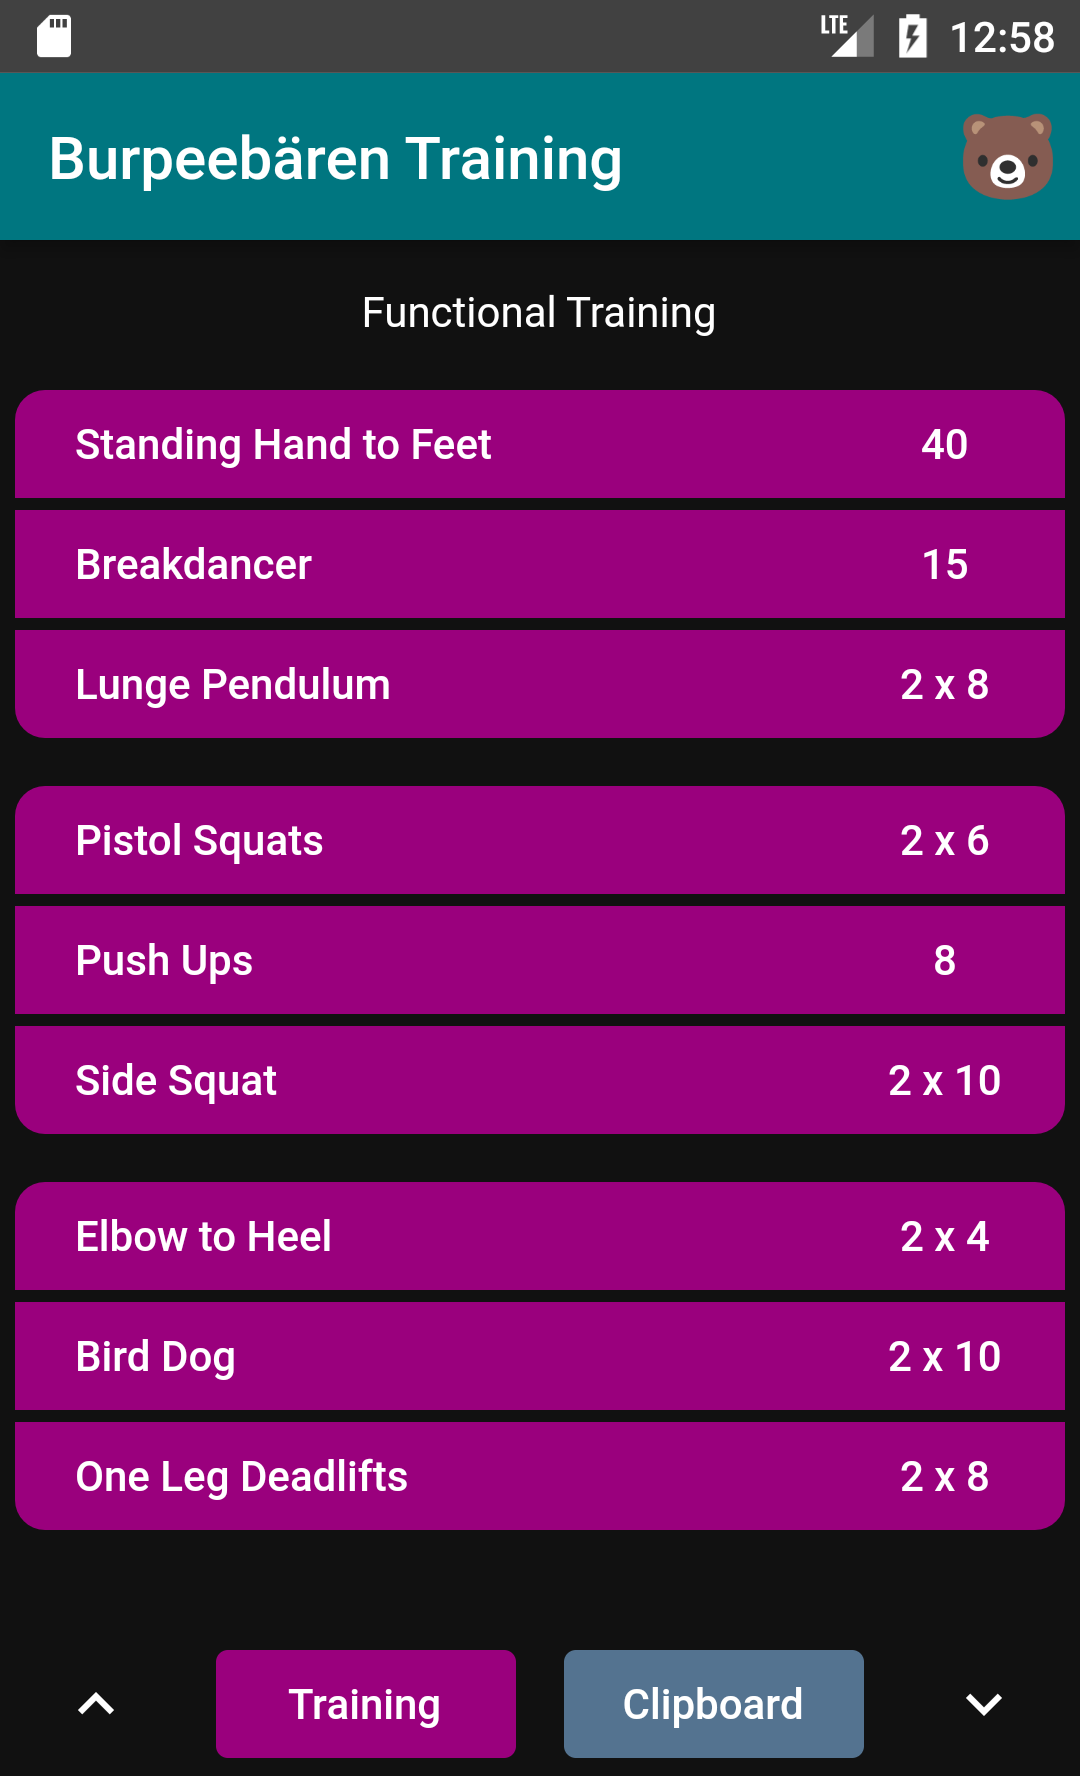 LTE 12:58
Burpeebären Training
Functional Training
Standing Hand to Feet 40
Breakdancer 15
Lunge Pendulum 2 x 8
Pistol Squats 2 x 6
Push Ups 8
Side Squat 2 x 10
Elbow to Heel 2 x 4
Bird Dog 2 x 10
One Leg Deadlifts 2 x 8
Training Clipboard